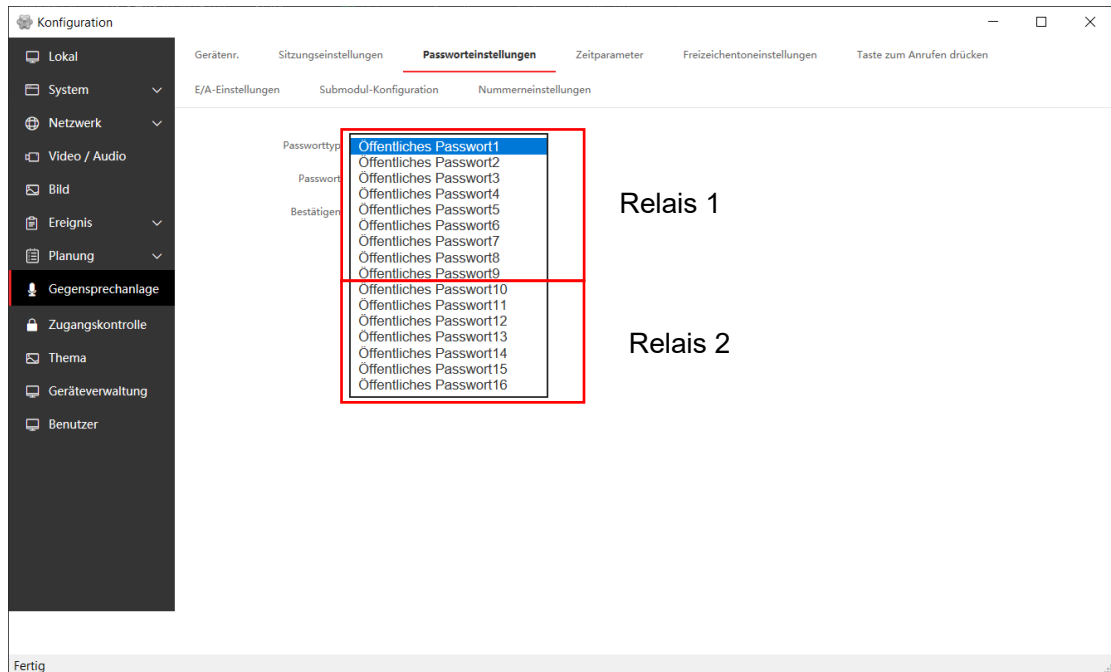 Konfiguration
Lokal
System
Netzwerk
Video / Audio
Bild
Ereignis
Planung
Gegensprechanlage
Zugangskontrolle
Thema
Geräteverwaltung
Benutzer
Gerätenr. Sitzungseinstellungen Passworteinstellungen Zeitparameter Freizeichentoneinstellungen Taste zum Anrufen drücken
E/A-Einstellungen Submodul-Konfiguration Nummerneinstellungen
Passworttyp
Passwort
Bestätigen
Öffentliches Passwort1
Öffentliches Passwort2
Öffentliches Passwort3
Öffentliches Passwort4
Öffentliches Passwort5
Öffentliches Passwort6
Öffentliches Passwort7
Öffentliches Passwort8
Öffentliches Passwort9
Öffentliches Passwort10
Öffentliches Passwort11
Öffentliches Passwort12
Öffentliches Passwort13
Öffentliches Passwort14
Öffentliches Passwort15
Öffentliches Passwort16
Relais 1
Relais 2
Fertig